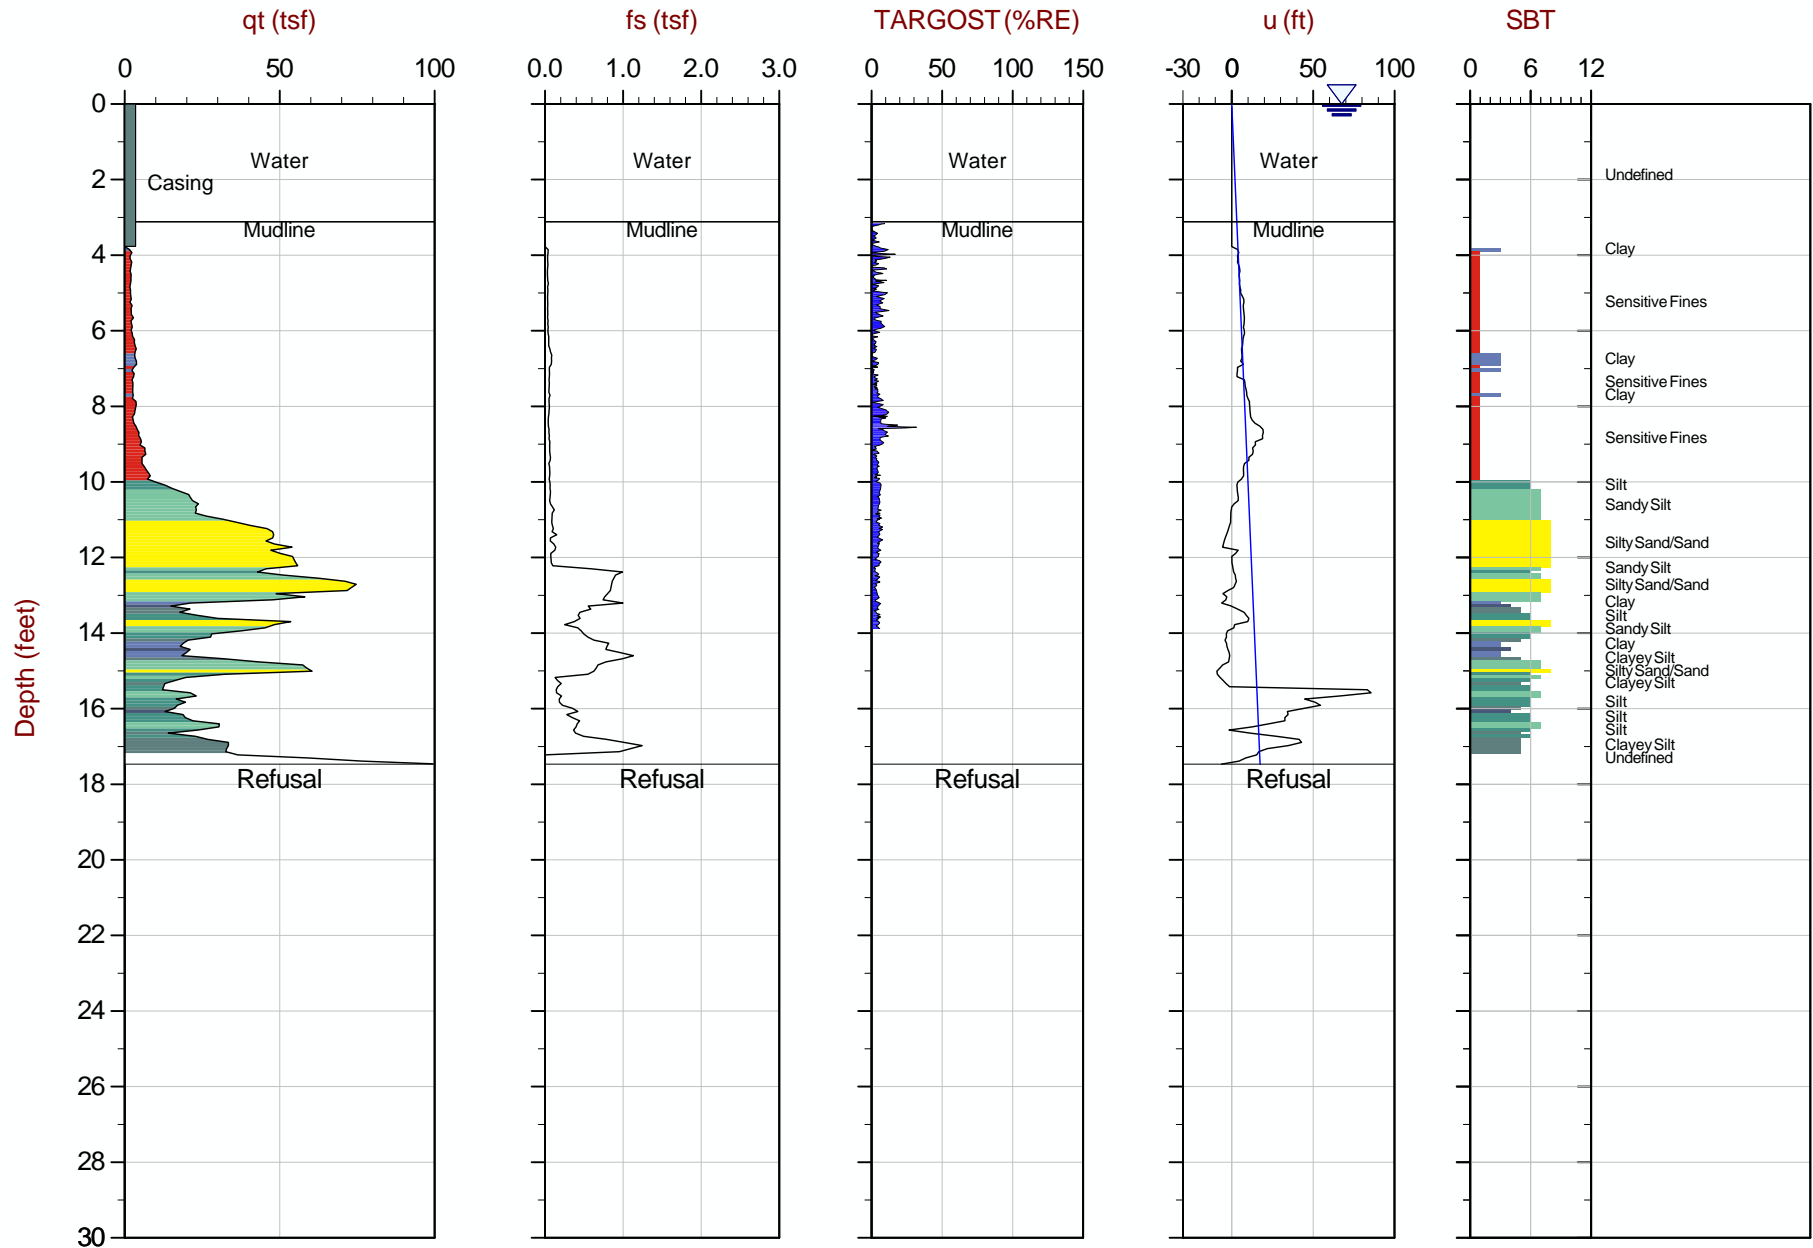 qt (tsf) fs (tsf) TARGOST (%RE) u (ft) SBT
0 50 100 0.0 1.0 2.0 3.0 0 50 100 150 -30 0 50 100 0 6 12
0
Water Water Water Water
Undefined
2
Casing
Mudline Mudline Mudline Mudline
4
Clay
Sensitive Fines
6
Clay
Sensitive Fines
Clay
8
Sensitive Fines
10
Silt
Sandy Silt
Silty Sand/Sand
12
Sandy Silt
Silty Sand/Sand
Clay
Silt
Sandy Silt
14
Clay
Clayey Silt
Silty Sand/Sand
Clayey Silt
Silt
16
Silt
Silt
Clayey Silt
Undefined
Refusal Refusal Refusal Refusal
18
20
22
24
26
28
30
Depth (feet)